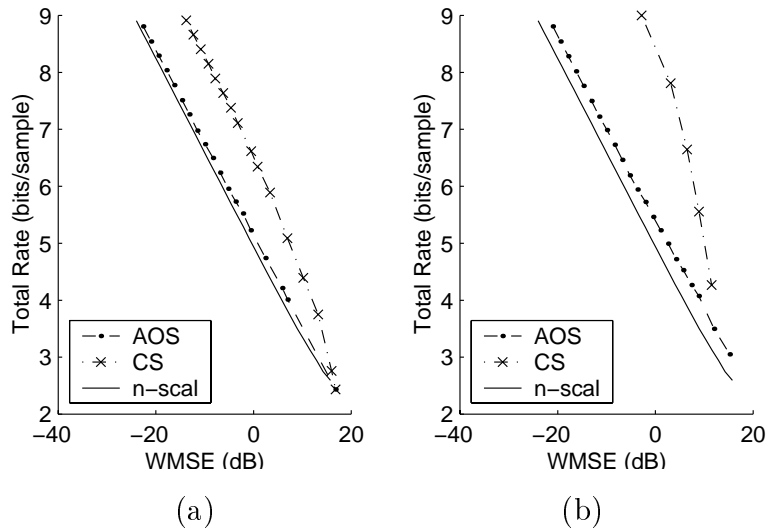 9
8
7
6
5
4
3
2
Total Rate (bits/sample)
AOS
CS
n−scal
−40
−20
0
20
WMSE (dB)
(a)
9
8
7
6
5
4
3
2
Total Rate (bits/sample)
AOS
CS
n−scal
−40
−20
0
20
WMSE (dB)
(b)